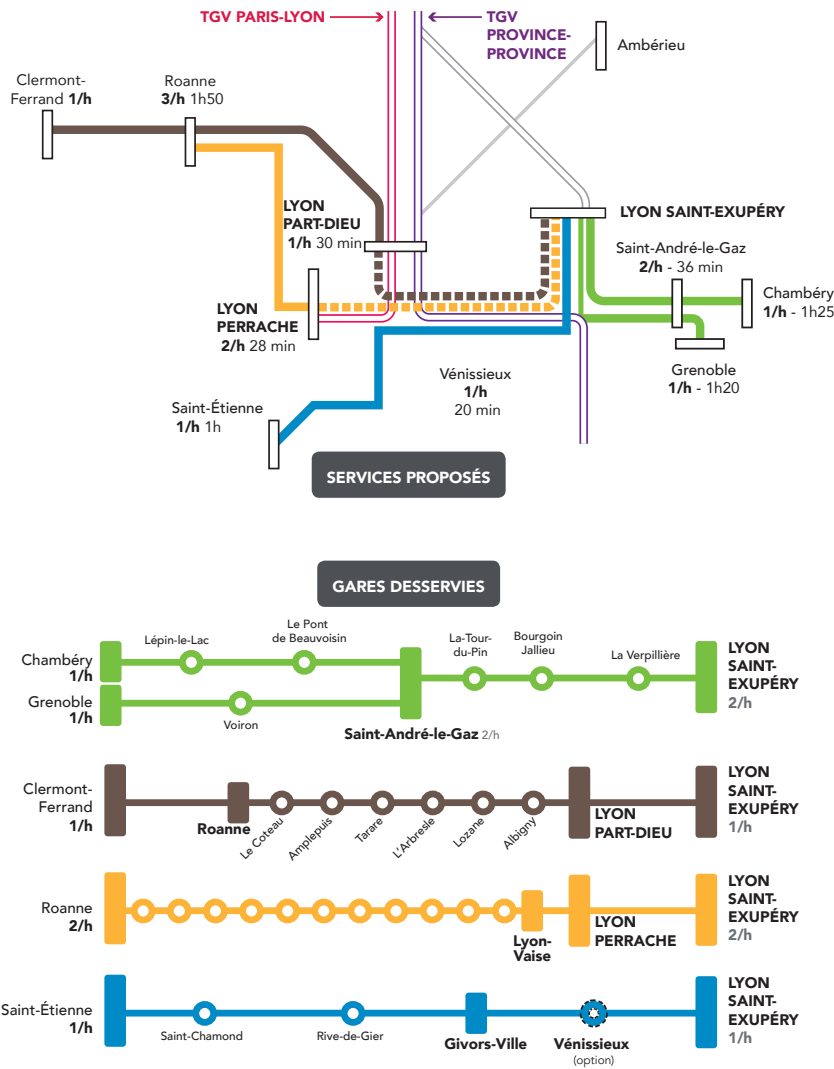 TGV PARIS-LYON
TGV
PROVINCE-
PROVINCE
Ambérieu
Clermont-
Ferrand 1/h
Roanne
3/h 1h50
LYON
PART-DIEU
1/h 30 min
LYON SAINT-EXUPÉRY
Saint-André-le-Gaz
2/h - 36 min
Chambéry
1/h - 1h25
LYON
PERRACHE
2/h 28 min
Grenoble
1/h - 1h20
Vénissieux
1/h
20 min
Saint-Étienne
1/h 1h
SERVICES PROPOSÉS
GARES DESSERVIES
Chambéry
1/h
Lépin-le-Lac
Le Pont
de Beauvoisin
La-Tour-
du-Pin
Bourgoin
Jallieu
La Verpillère
LYON
SAINT-
EXUPÉRY
2/h
Grenoble
1/h
Voiron
Saint-André-le-Gaz 2/h
Clermont-
Ferrand
1/h
Roanne
Le Coteau
Amplepuis
Tarare
L'Arbresle
Lozane
Albigny
LYON
PART-DIEU
LYON
SAINT-
EXUPÉRY
1/h
Roanne
2/h
Lyon-
Vaise
LYON
PERRACHE
LYON
SAINT-
EXUPÉRY
2/h
Saint-Étienne
1/h
Saint-Chamond
Rive-de-Gier
Givors-Ville
Vénissieux
(option)
LYON
SAINT-
EXUPÉRY
1/h